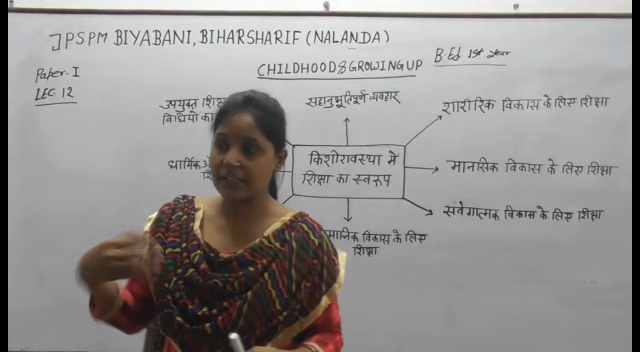 JPSPM BIYABANI, BIHARSHARIF (NALANDA)
B.Ed 1st Year
Paper-I
LEC 12
CHILDHOOD & GROWING UP
उपयुक्त
विधियों का
सहानुभूतिपूर्ण व्यवहार
शारीरिक विकास के लिए शिक्षा
धार्मिक
किशोरावस्था में
शिक्षा का स्वरूप
मानसिक विकास के लिए शिक्षा
संवेगात्मक विकास के लिए शिक्षा
विकास के लिए
शिक्षा